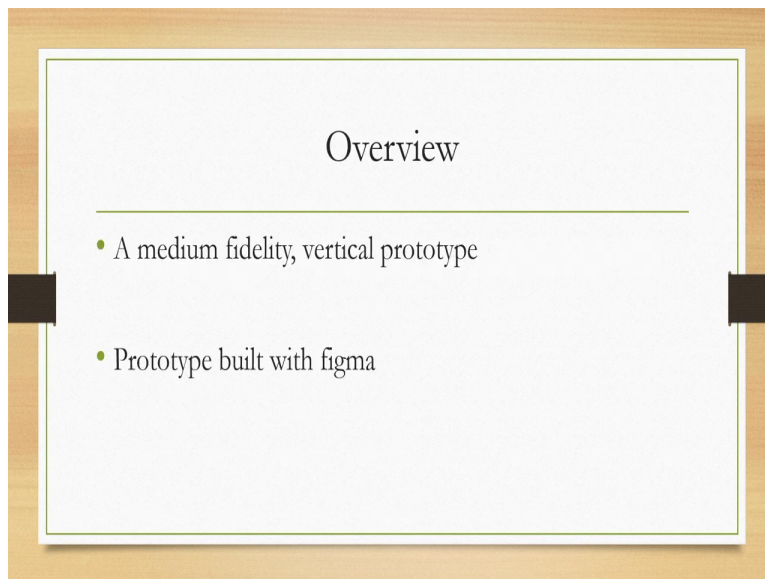 Overview
• A medium fidelity, vertical prototype
• Prototype built with figma